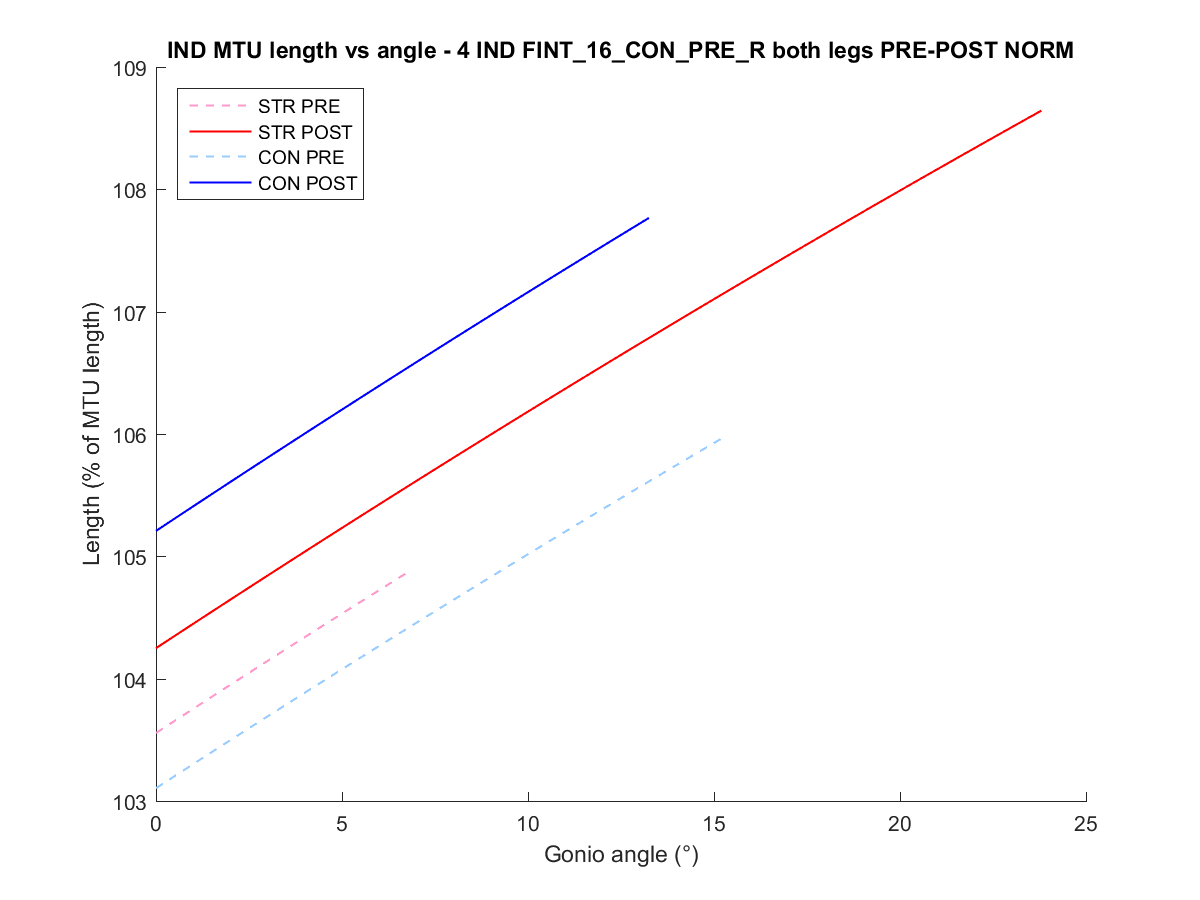 IND MTU length vs angle - 4 IND FINT_16_CON_PRE_R both legs PRE-POST NORM
STR PRE
STR POST
CON PRE
CON POST
Length (% of MTU length)
109
108
107
106
105
104
103
0 5 10 15 20 25
Gonio angle (°)